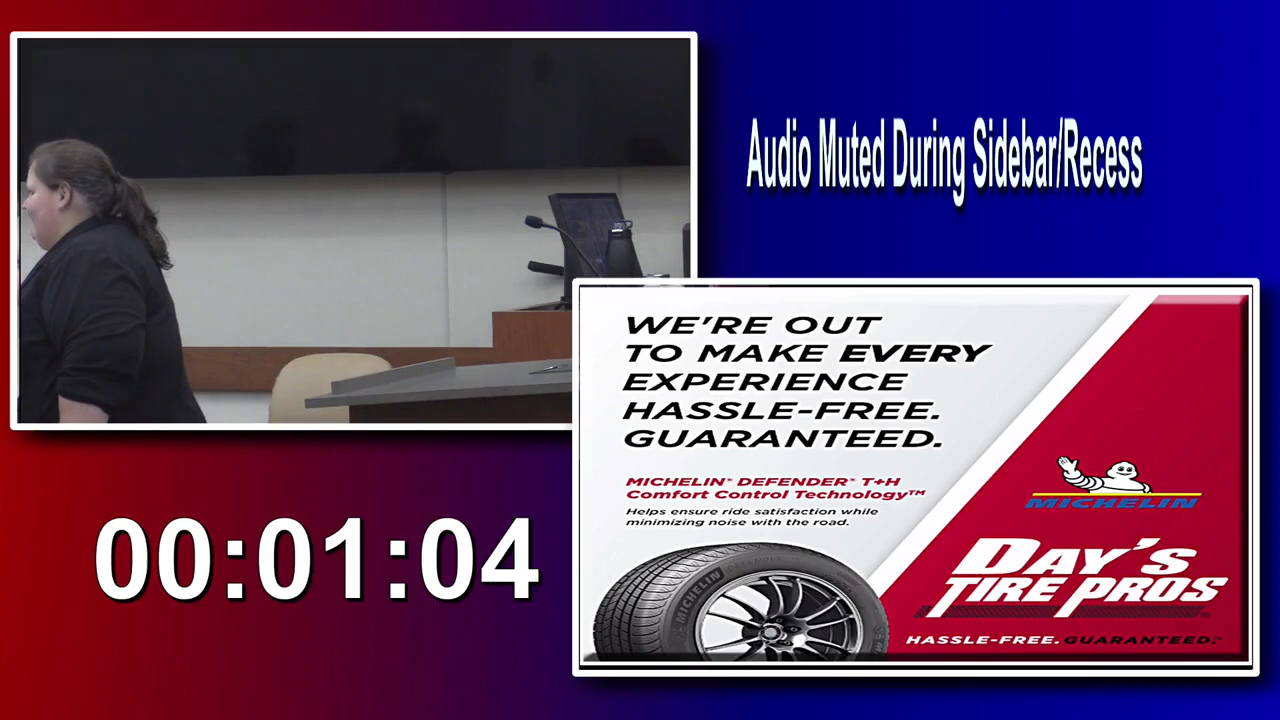 Audio Muted During Sidebar/Recess
WE'RE OUT
TO MAKE EVERY
EXPERIENCE
HASSLE-FREE.
GUARANTEED.
MICHELIN® DEFENDER® T+H
Comfort Control Technology™
Helps ensure ride satisfaction while
minimizing noise with the road.
MICHELIN
DEFENDER
MICHELIN
DAY'S
TIRE PROS
HASSLE-FREE. GUARANTEED.
00:01:04